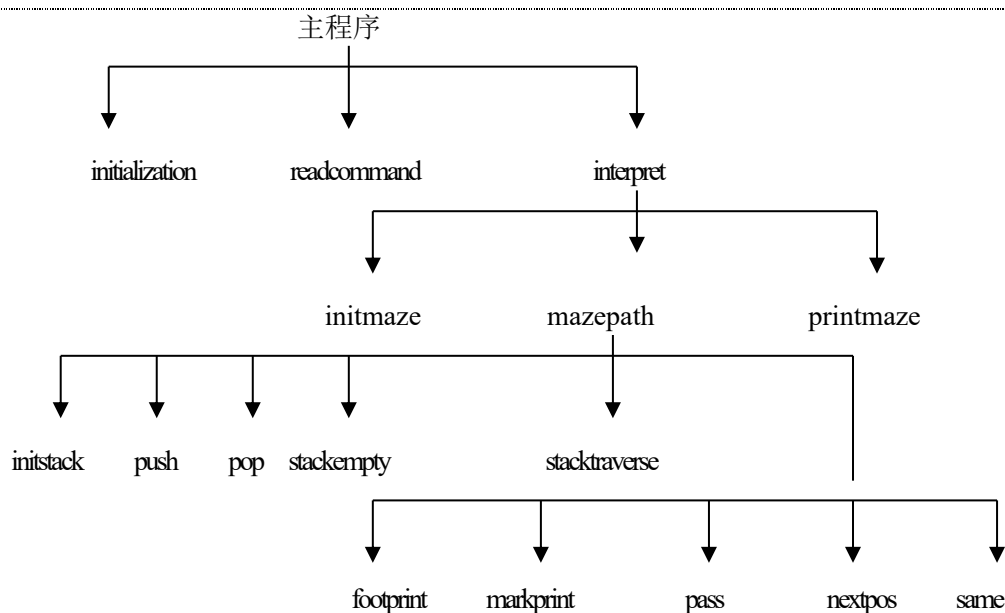 主程序
initialization readcommand interpret
initmaze mazepath printmaze
initstack push pop stackempty stacktraverse
footprint markprint pass nextpos same